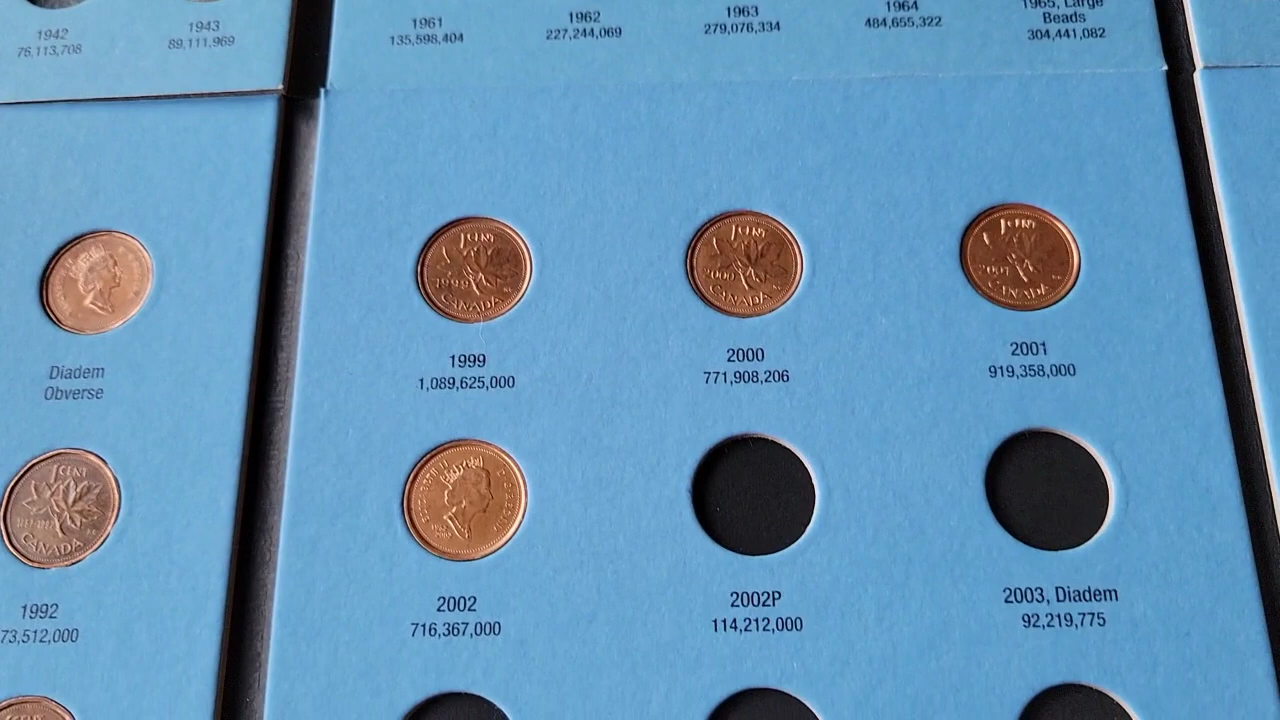 1942
76,113,708
1943
89,111,969
1961
135,598,404
1962
227,244,069
1963
279,076,334
1964
484,655,322
1965, Large
Beads
304,441,082
Diadem
Obverse
1 CENT
1999
CANADA
1999
1,089,625,000
1 CENT
2000
CANADA
2000
771,908,206
1 CENT
2001
CANADA
2001
919,358,000
1 CENT
1867-1992
CANADA
1992
73,512,000
2002
716,367,000
2002P
114,212,000
2003, Diadem
92,219,775